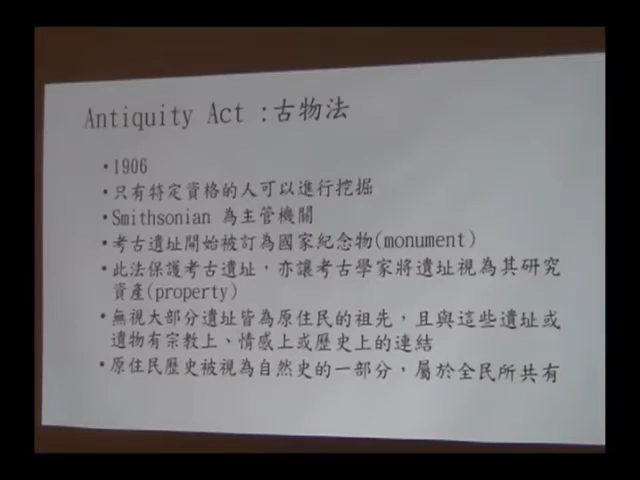 Antiquity Act :古物法
•1906
•只有特定資格的人可以進行挖掘
•Smithsonian 為主管機關
•考古遺址開始被訂為國家紀念物(monument)
•此法保護考古遺址，亦讓考古學家將遺址視為其研究
資產(property)
•無視大部分遺址皆為原住民的祖先，且與這些遺址或
遺物有宗教上、情感上或歷史上的連結
•原住民歷史被視為自然史的一部分，屬於全民所共有